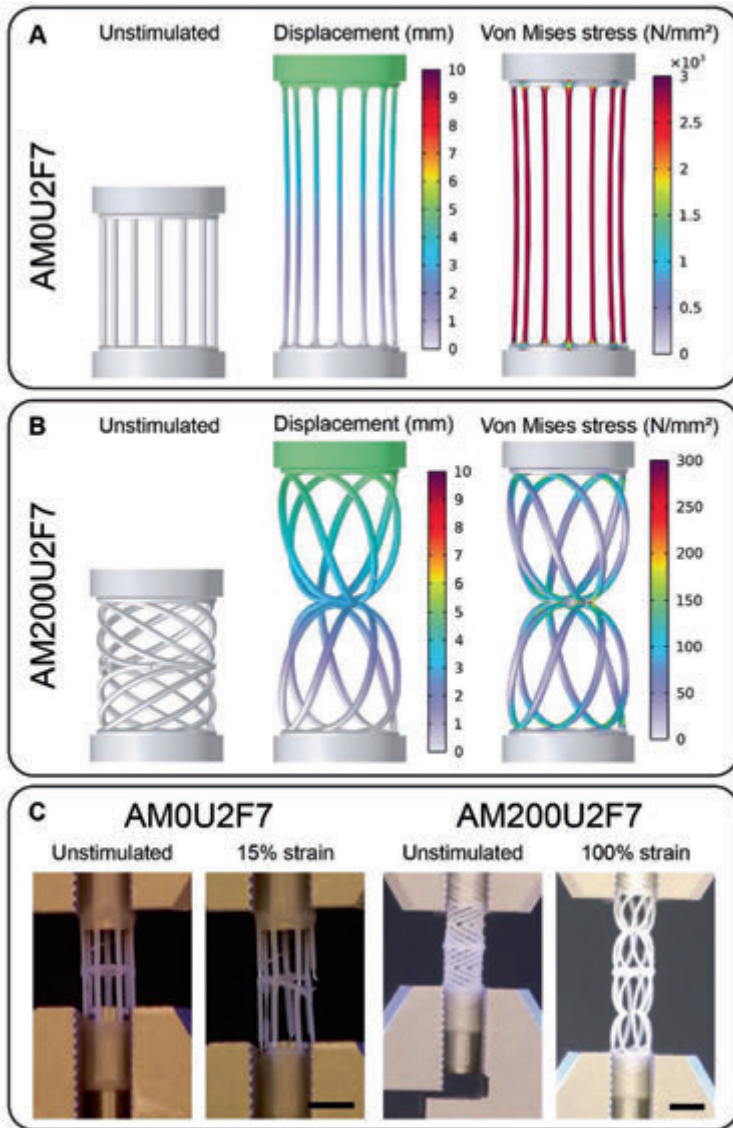 A
Unstimulated
Displacement (mm)
Von Mises stress (N/mm²)
×10³
AM0U2F7
10
9
8
7
6
5
4
3
2
1
0
3
2.5
2
1.5
1
0.5
0
B
Unstimulated
Displacement (mm)
Von Mises stress (N/mm²)
AM200U2F7
10
9
8
7
6
5
4
3
2
1
0
300
250
200
150
100
50
0
C
AM0U2F7
AM200U2F7
Unstimulated
15% strain
Unstimulated
100% strain